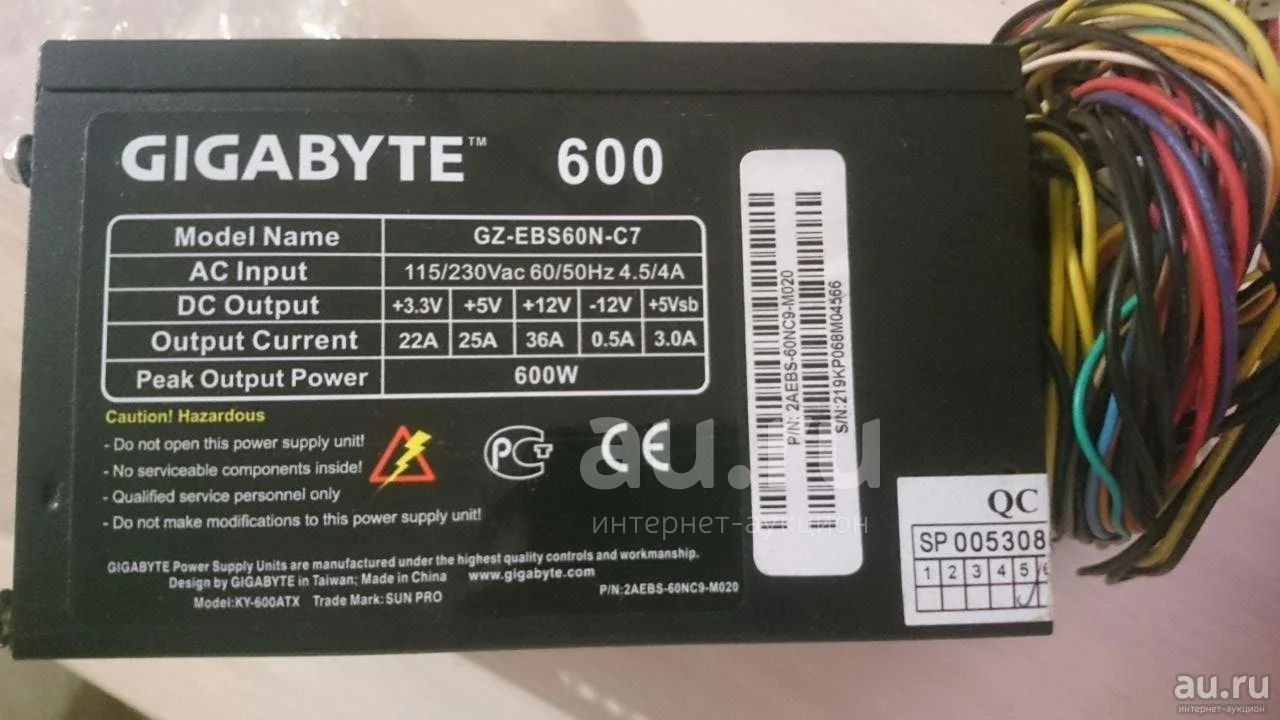 GIGABYTE™ 600
Model Name GZ-EBS60N-C7
AC Input 115/230Vac 60/50Hz 4.5/4A
DC Output +3.3V +5V +12V -12V +5Vsb
Output Current 22A 25A 36A 0.5A 3.0A
Peak Output Power 600W
Caution! Hazardous
- Do not open this power supply unit!
- No serviceable components inside!
- Qualified service personnel only
- Do not make modifications to this power supply unit!
GIGABYTE Power Supply Units are manufactured under the highest quality controls and workmanship.
Design by GIGABYTE in Taiwan; Made in China www.gigabyte.com
Model:KY-600ATX Trade Mark:SUN PRO P/N:2AEBS-60NC9-M020
РСТ
CE
P/N: 2AEBS-60NC9-M020
S/N:219KP068M04566
QC
SP 005308
1 2 3 4 5 /6
au.ru
интернет-аукцион
au.ru
интернет-аукцион